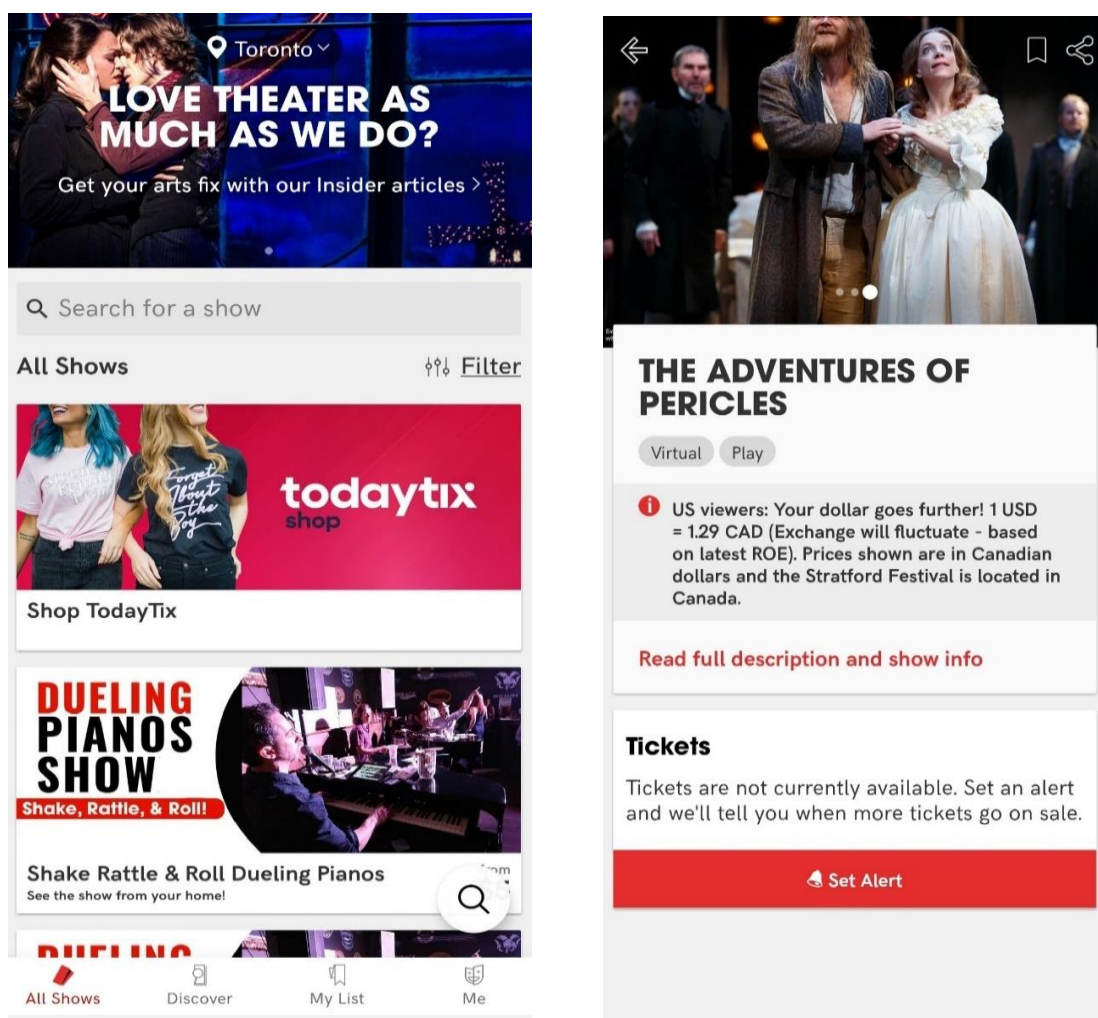 Toronto
LOVE THEATER AS
MUCH AS WE DO?
Get your arts fix with our Insider articles >
Search for a show
All Shows
Filter
Forget
About
the
Boy
todaytix
shop
Shop TodayTix
DUELING
PIANOS
SHOW
Shake, Rattle, & Roll!
Shake Rattle & Roll Dueling Pianos
See the show from your home!
DUELING
All Shows
Discover
My List
Me
THE ADVENTURES OF
PERICLES
Virtual
Play
US viewers: Your dollar goes further! 1 USD
= 1.29 CAD (Exchange will fluctuate - based
on latest ROE). Prices shown are in Canadian
dollars and the Stratford Festival is located in
Canada.
Read full description and show info
Tickets
Tickets are not currently available. Set an alert
and we'll tell you when more tickets go on sale.
Set Alert